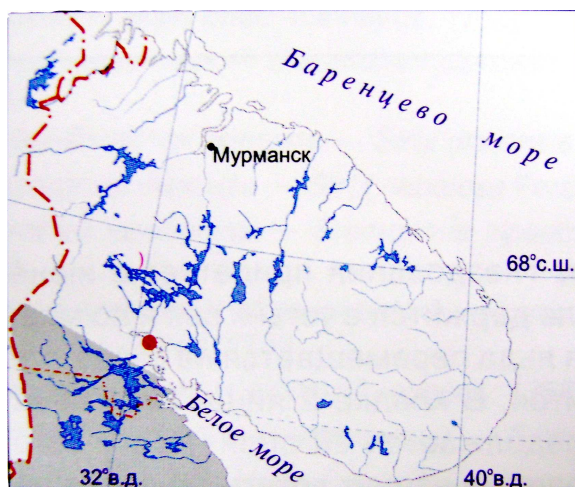 Баренцево море
Мурманск
68°с.ш.
Белое море
32°в.д.
40°в.д.